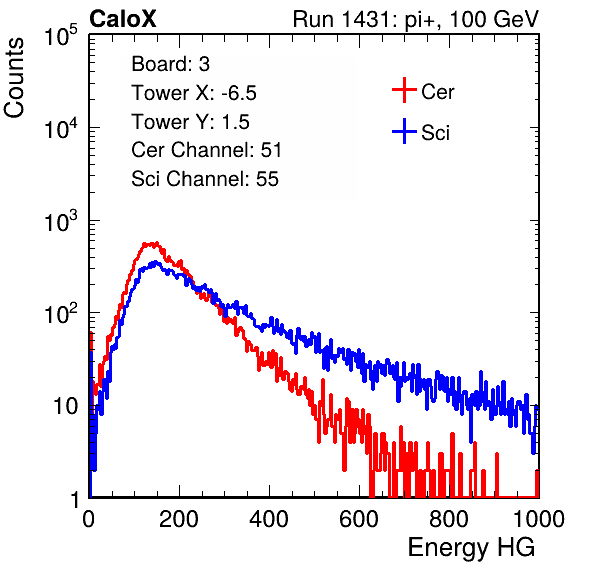 CaloX Run 1431: pi+, 100 GeV
Board: 3
Tower X: -6.5
Tower Y: 1.5
Cer Channel: 51
Sci Channel: 55
Cer
Sci
Counts
10^5
10^4
10^3
10^2
10
1
0 200 400 600 800 1000
Energy HG